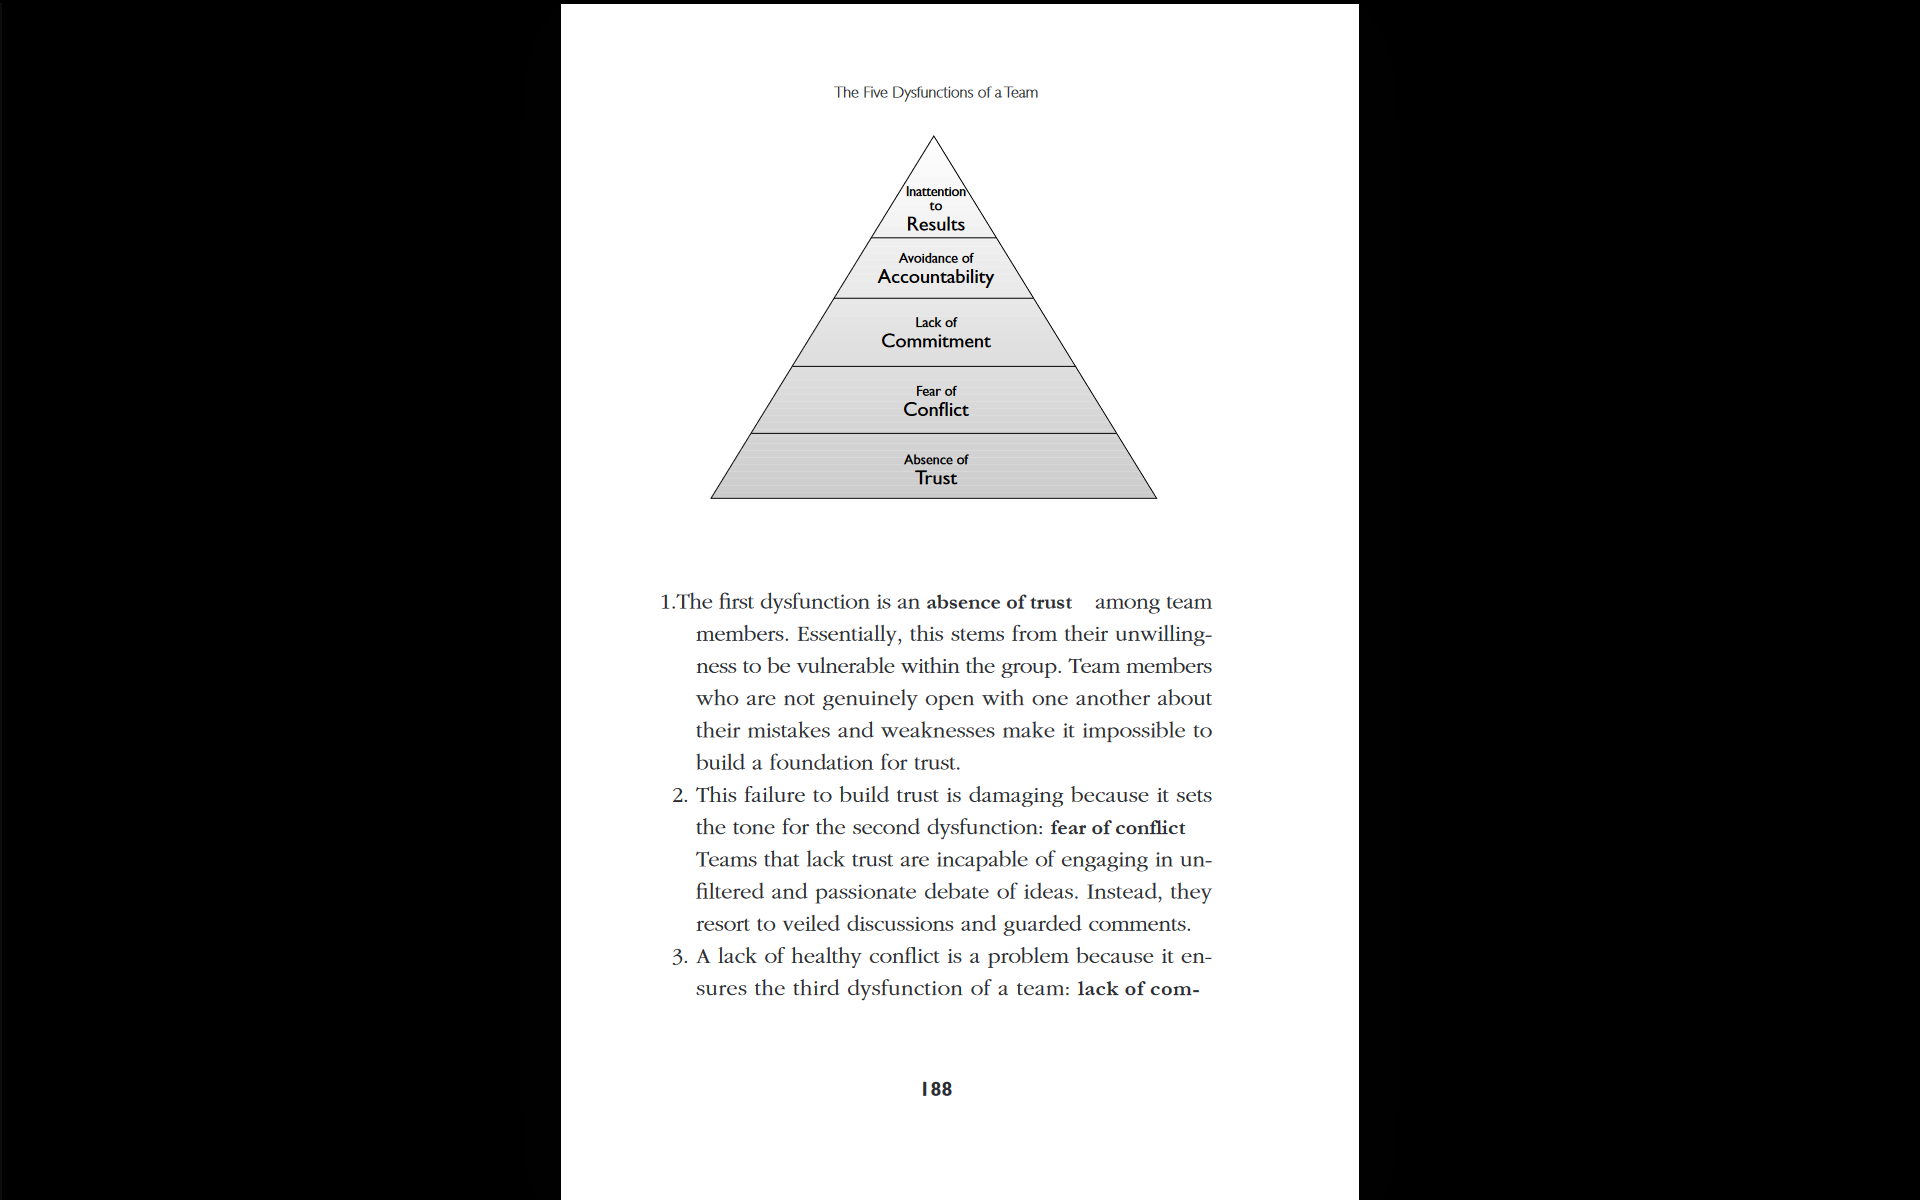 The Five Dysfunctions of a Team
Inattention
to
Results
Avoidance of
Accountability
Lack of
Commitment
Fear of
Conflict
Absence of
Trust
1.The first dysfunction is an absence of trust among team
members. Essentially, this stems from their unwilling-
ness to be vulnerable within the group. Team members
who are not genuinely open with one another about
their mistakes and weaknesses make it impossible to
build a foundation for trust.
2. This failure to build trust is damaging because it sets
the tone for the second dysfunction: fear of conflict
Teams that lack trust are incapable of engaging in un-
filtered and passionate debate of ideas. Instead, they
resort to veiled discussions and guarded comments.
3. A lack of healthy conflict is a problem because it en-
sures the third dysfunction of a team: lack of com-
188